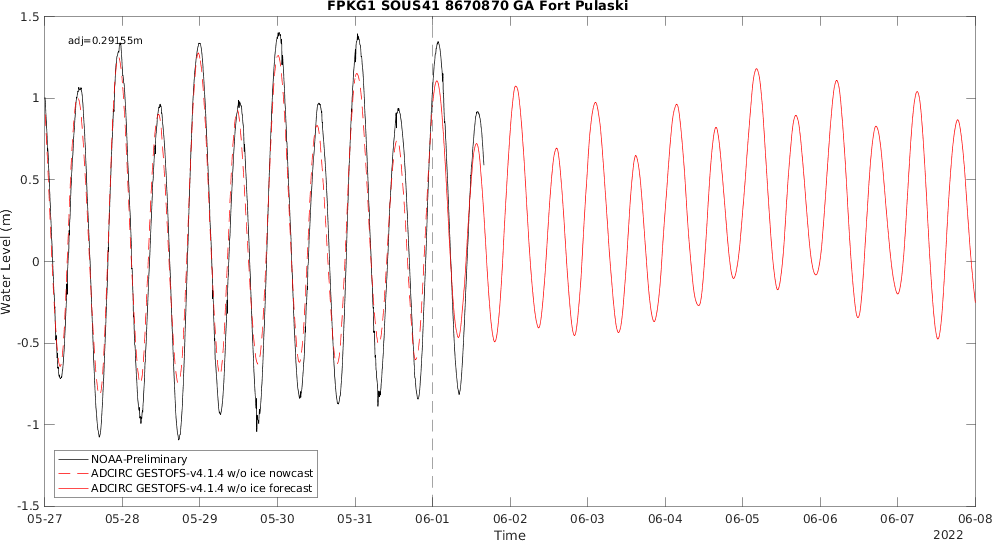 FPKG1 SOUS41 8670870 GA Fort Pulaski
adj=0.29155m
1.5
1
0.5
0
-0.5
-1
-1.5
Water Level (m)
NOAA-Preliminary
ADCIRC GESTOFS-v4.1.4 w/o ice nowcast
ADCIRC GESTOFS-v4.1.4 w/o ice forecast
05-27 05-28 05-29 05-30 05-31 06-01 06-02 06-03 06-04 06-05 06-06 06-07 06-08
Time
2022